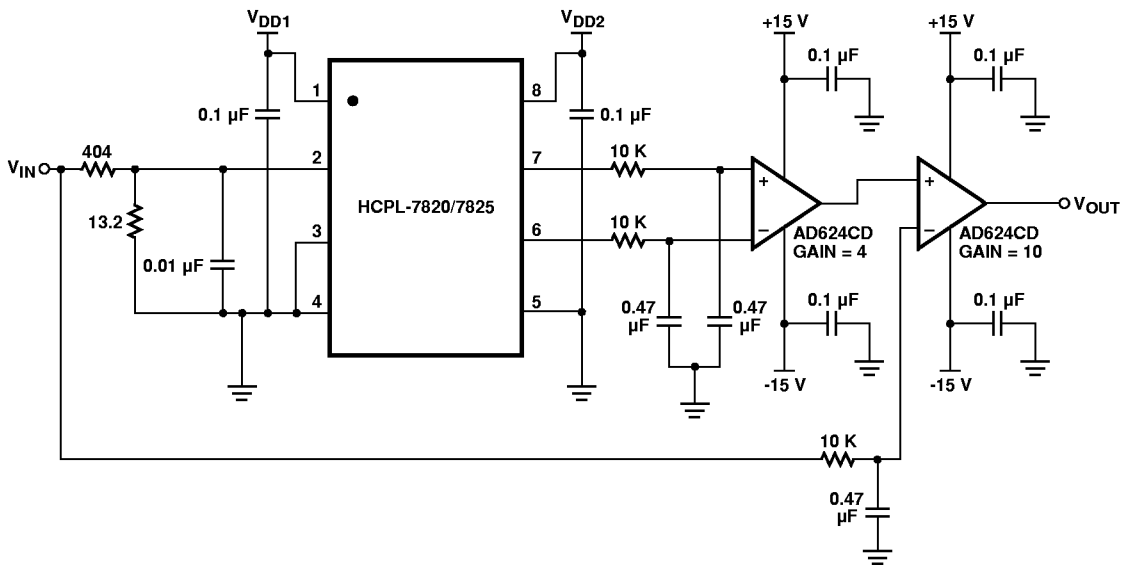 VDD1
VDD2
+15 V
+15 V
0.1 µF
0.1 µF
1
8
0.1 µF
0.1 µF
404
2
7
10 K
VIN
+
+
13.2
HCPL-7820/7825
VOUT
3
6
10 K
–
–
AD624CD
GAIN = 4
AD624CD
GAIN = 10
0.01 µF
4
5
0.47
µF
0.47
µF
0.1 µF
0.1 µF
-15 V
-15 V
10 K
0.47
µF